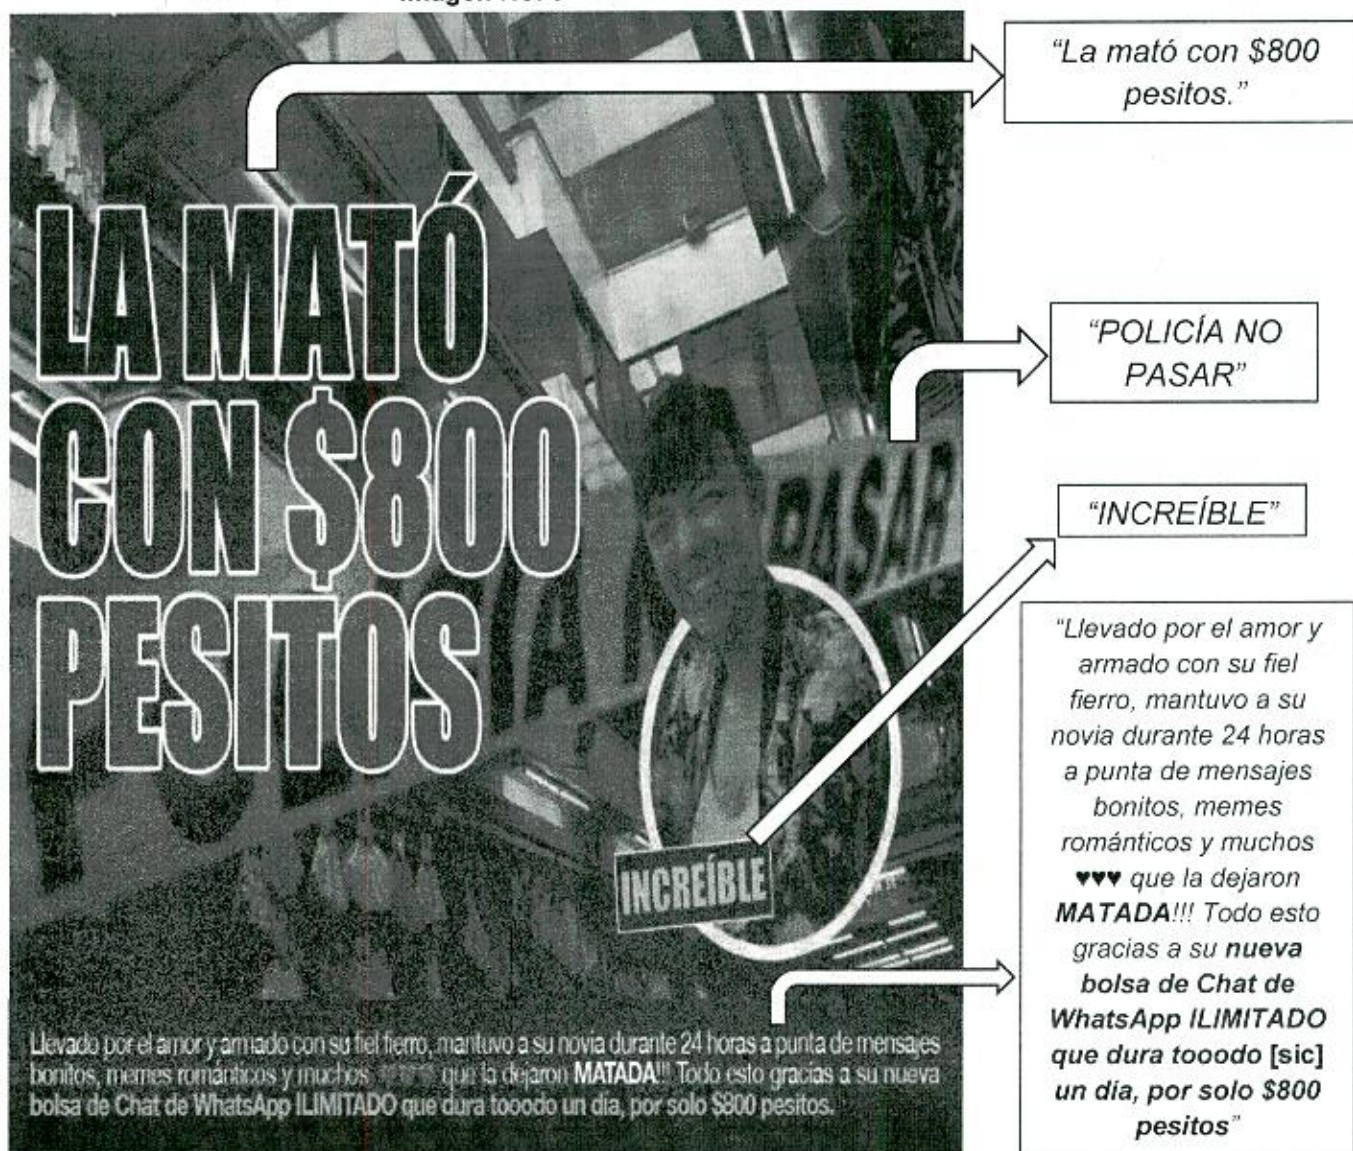 "La mató con $800
pesitos."
LA MATÓ
CON $800
PESITOS
"POLICÍA NO
PASAR"
PASAR
"INCREÍBLE"
INCREÍBLE
"Llevado por el amor y
armado con su fiel
fierro, mantuvo a su
novia durante 24 horas
a punta de mensajes
bonitos, memes
románticos y muchos
♥♥♥ que la dejaron
MATADA!!! Todo esto
gracias a su nueva
bolsa de Chat de
WhatsApp ILIMITADO
que dura tooodo [sic]
un día, por solo $800
pesitos"
Llevado por el amor y armado con su fiel fierro, mantuvo a su novia durante 24 horas a punta de mensajes
bonitos, memes románticos y muchos que la dejaron MATADA!!! Todo esto gracias a su nueva
bolsa de Chat de WhatsApp ILIMITADO que dura tooodo un día, por solo $800 pesitos.